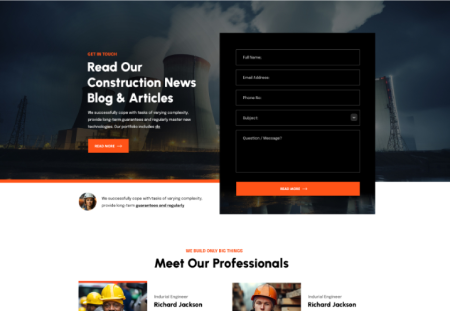 GET IN TOUCH
Read Our
Construction News
Blog & Articles
We successfully cope with tasks of varying complexity,
provide long-term guarantees and regularly master new
technologies. Our portfolio includes do
READ MORE
Full Name:
Email Address:
Phone No:
Subject
Question / Message?
READ MORE
We successfully cope with tasks of varying complexity,
provide long-term guarantees and regularly
WE BUILD ONLY BIG THINGS
Meet Our Professionals
Industrial Engineer
Richard Jackson
Industrial Engineer
Richard Jackson